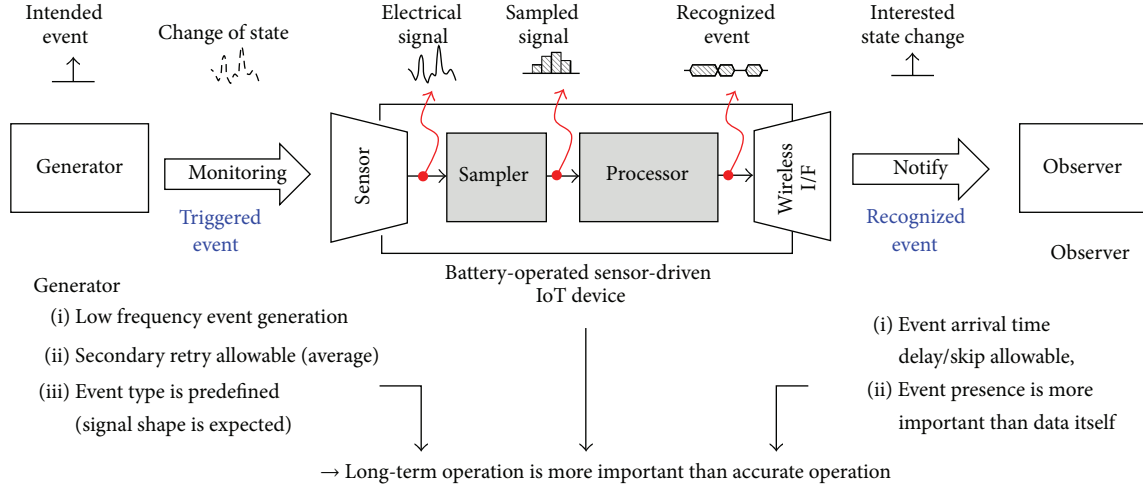 Intended
event
Change of state
Electrical
signal
Sampled
signal
Recognized
event
Interested
state change
Generator
Monitoring
Triggered
event
Sensor
Sampler
Processor
Wireless
I/F
Notify
Recognized
event
Observer
Observer
Battery-operated sensor-driven
IoT device
Generator
(i) Low frequency event generation
(ii) Secondary retry allowable (average)
(iii) Event type is predefined
(signal shape is expected)
(i) Event arrival time
delay/skip allowable,
(ii) Event presence is more
important than data itself
→ Long-term operation is more important than accurate operation